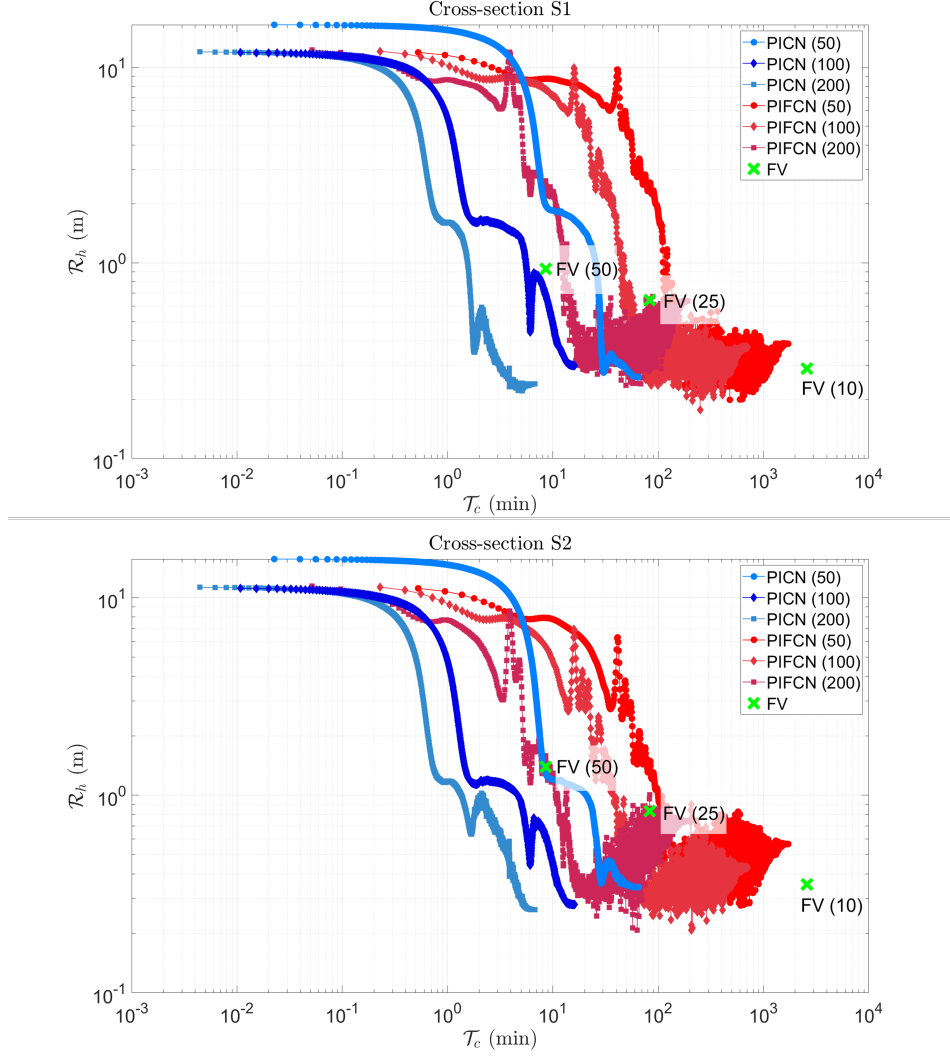 Cross-section S1
PICN (50)
PICN (100)
PICN (200)
PIFCN (50)
PIFCN (100)
PIFCN (200)
FV
10^1
10^0
10^-1
R_h (m)
FV (50)
FV (25)
FV (10)
10^-3
10^-2
10^-1
10^0
10^1
10^2
10^3
10^4
T_c (min)
Cross-section S2
PICN (50)
PICN (100)
PICN (200)
PIFCN (50)
PIFCN (100)
PIFCN (200)
FV
10^1
10^0
10^-1
R_h (m)
FV (50)
FV (25)
FV (10)
10^-3
10^-2
10^-1
10^0
10^1
10^2
10^3
10^4
T_c (min)